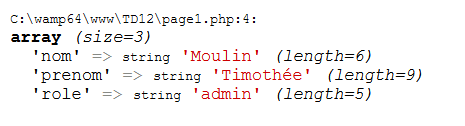 C:\wamp64\www\TD12\page1.php:4:
array (size=3)
'nom' => string 'Moulin' (length=6)
'prenom' => string 'Timothée' (length=9)
'role' => string 'admin' (length=5)